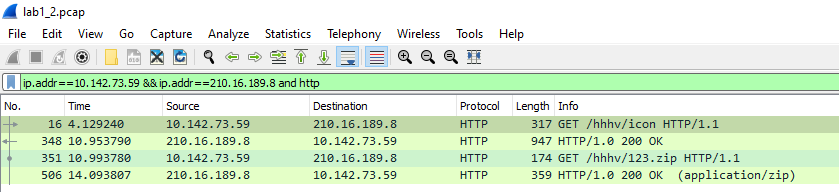 lab1_2.pcap
File Edit View Go Capture Analyze Statistics Telephony Wireless Tools Help
ip.addr==10.142.73.59 && ip.addr==210.16.189.8 and http
No. Time Source Destination Protocol Length Info
16 4.129240 10.142.73.59 210.16.189.8 HTTP 317 GET /hhhv/icon HTTP/1.1
348 10.953790 210.16.189.8 10.142.73.59 HTTP 947 HTTP/1.0 200 OK
351 10.993780 10.142.73.59 210.16.189.8 HTTP 174 GET /hhhv/123.zip HTTP/1.1
506 14.093807 210.16.189.8 10.142.73.59 HTTP 359 HTTP/1.0 200 OK (application/zip)